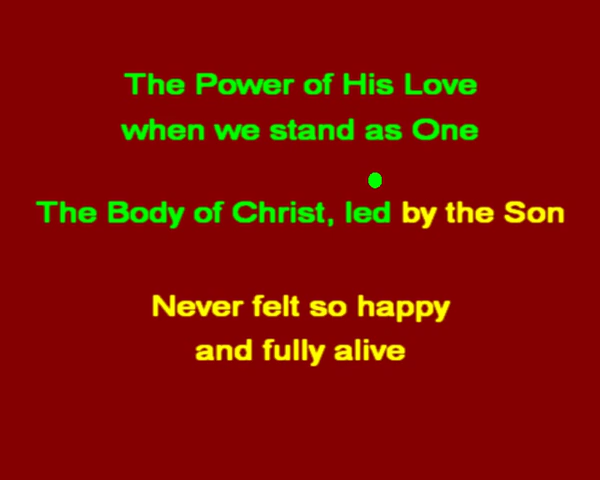 The Power of His Love
when we stand as One
The Body of Christ, led by the Son
Never felt so happy
and fully alive